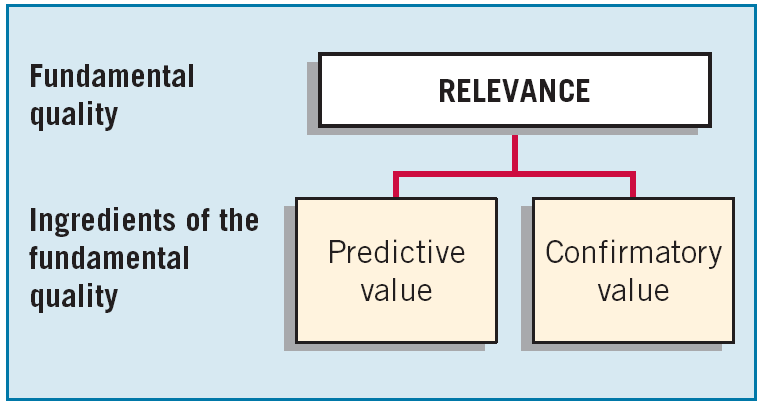 Fundamental
quality
RELEVANCE
Ingredients of the
fundamental
quality
Predictive
value
Confirmatory
value